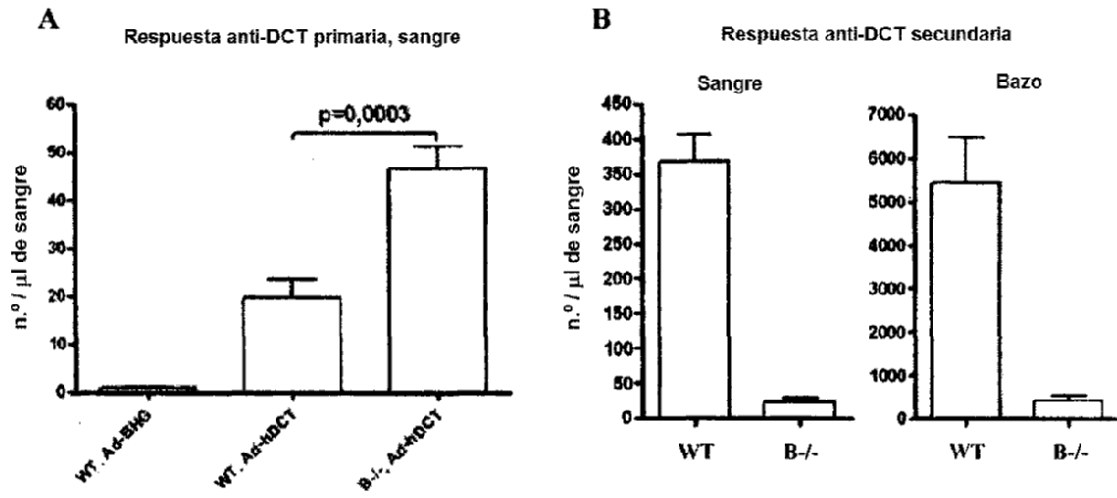 A
Respuesta anti-DCT primaria, sangre
60
50
40
30
20
10
0
n.º / µl de sangre
p=0,0003
WT. Ad-BHG
WT. Ad-hDCT
B-/-, Ad-hDCT
B
Respuesta anti-DCT secundaria
Sangre
450
400
350
300
250
200
150
100
50
0
n.º / µl de sangre
WT
B-/-
Bazo
7000
6000
5000
4000
3000
2000
1000
0
WT
B-/-